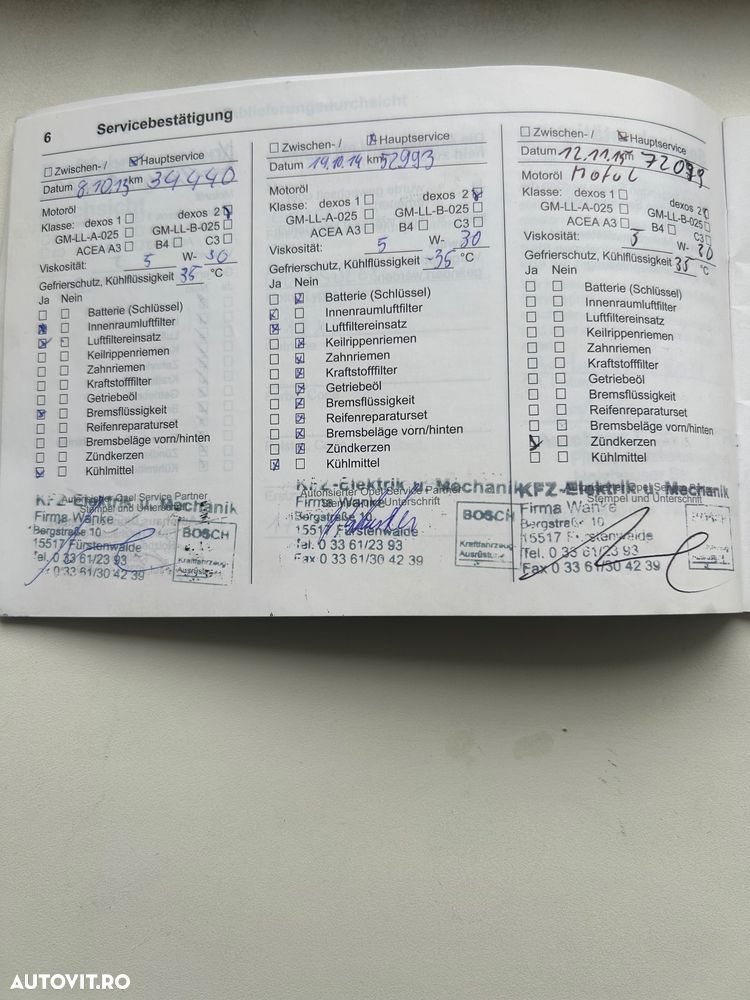 6 Servicebestätigung
☐ Zwischen- / ☒ Hauptservice
Datum 8.10.13 km 34440
Motoröl
Klasse: dexos 1 ☐ dexos 2 ☒
GM-LL-A-025 ☐ GM-LL-B-025 ☐
ACEA A3 ☐ B4 ☐ C3 ☐
Viskosität: 5 W- 30
Gefrierschutz, Kühlflüssigkeit 35 °C
Ja Nein
☐ ☐ Batterie (Schlüssel)
☒ ☐ Innenraumluftfilter
☒ ☐ Luftfiltereinsatz
☐ ☐ Keilrippenriemen
☐ ☐ Zahnriemen
☐ ☐ Kraftstofffilter
☐ ☐ Getriebeöl
☒ ☐ Bremsflüssigkeit
☐ ☐ Reifenreparaturset
☐ ☐ Bremsbeläge vorn/hinten
☐ ☐ Zündkerzen
☒ ☐ Kühlmittel
Autorisierter Opel Service Partner
Stempel und Unterschrift
KFZ-Elektrik u. Mechanik
Firma Wanke
Bergstraße 10
15517 Fürstenwalde
Tel. 0 33 61/23 93
Fax 0 33 61/30 42 39
BOSCH
Kraftfahrzeug-
Ausrüstung
☐ Zwischen- / ☒ Hauptservice
Datum 19.10.14 km 52993
Motoröl
Klasse: dexos 1 ☐ dexos 2 ☒
GM-LL-A-025 ☐ GM-LL-B-025 ☐
ACEA A3 ☐ B4 ☐ C3 ☐
Viskosität: 5 W- 30
Gefrierschutz, Kühlflüssigkeit -35 °C
Ja Nein
☐ ☒ Batterie (Schlüssel)
☒ ☐ Innenraumluftfilter
☒ ☐ Luftfiltereinsatz
☐ ☒ Keilrippenriemen
☐ ☒ Zahnriemen
☐ ☒ Kraftstofffilter
☐ ☒ Getriebeöl
☐ ☒ Bremsflüssigkeit
☐ ☒ Reifenreparaturset
☐ ☒ Bremsbeläge vorn/hinten
☐ ☒ Zündkerzen
☒ ☐ Kühlmittel
KFZ-Elektrik u. Mechanik
Autorisierter Opel Service Partner
Stempel und Unterschrift
Firma Wanke
Bergstraße 10
15517 Fürstenwalde
Tel. 0 33 61/23 93
Fax 0 33 61/30 42 39
BOSCH
Kraftfahrzeug-
Ausrüstung
☐ Zwischen- / ☒ Hauptservice
Datum 12.11.15 km 72079
Motoröl Motul
Klasse: dexos 1 ☐ dexos 2 ☒
GM-LL-A-025 ☐ GM-LL-B-025 ☐
ACEA A3 ☐ B4 ☐ C3 ☐
Viskosität: 5 W- 30
Gefrierschutz, Kühlflüssigkeit 35 °C
Ja Nein
☐ ☐ Batterie (Schlüssel)
☐ ☐ Innenraumluftfilter
☐ ☐ Luftfiltereinsatz
☐ ☐ Keilrippenriemen
☐ ☐ Zahnriemen
☐ ☐ Kraftstofffilter
☐ ☐ Getriebeöl
☐ ☐ Bremsflüssigkeit
☐ ☐ Reifenreparaturset
☐ ☐ Bremsbeläge vorn/hinten
☒ ☐ Zündkerzen
☐ ☐ Kühlmittel
KFZ-Elektrik u. Mechanik
Stempel und Unterschrift
Firma Wanke
Bergstraße 10
15517 Fürstenwalde
Tel. 0 33 61/23 93
Fax 0 33 61/30 42 39
AUTOVIT.RO